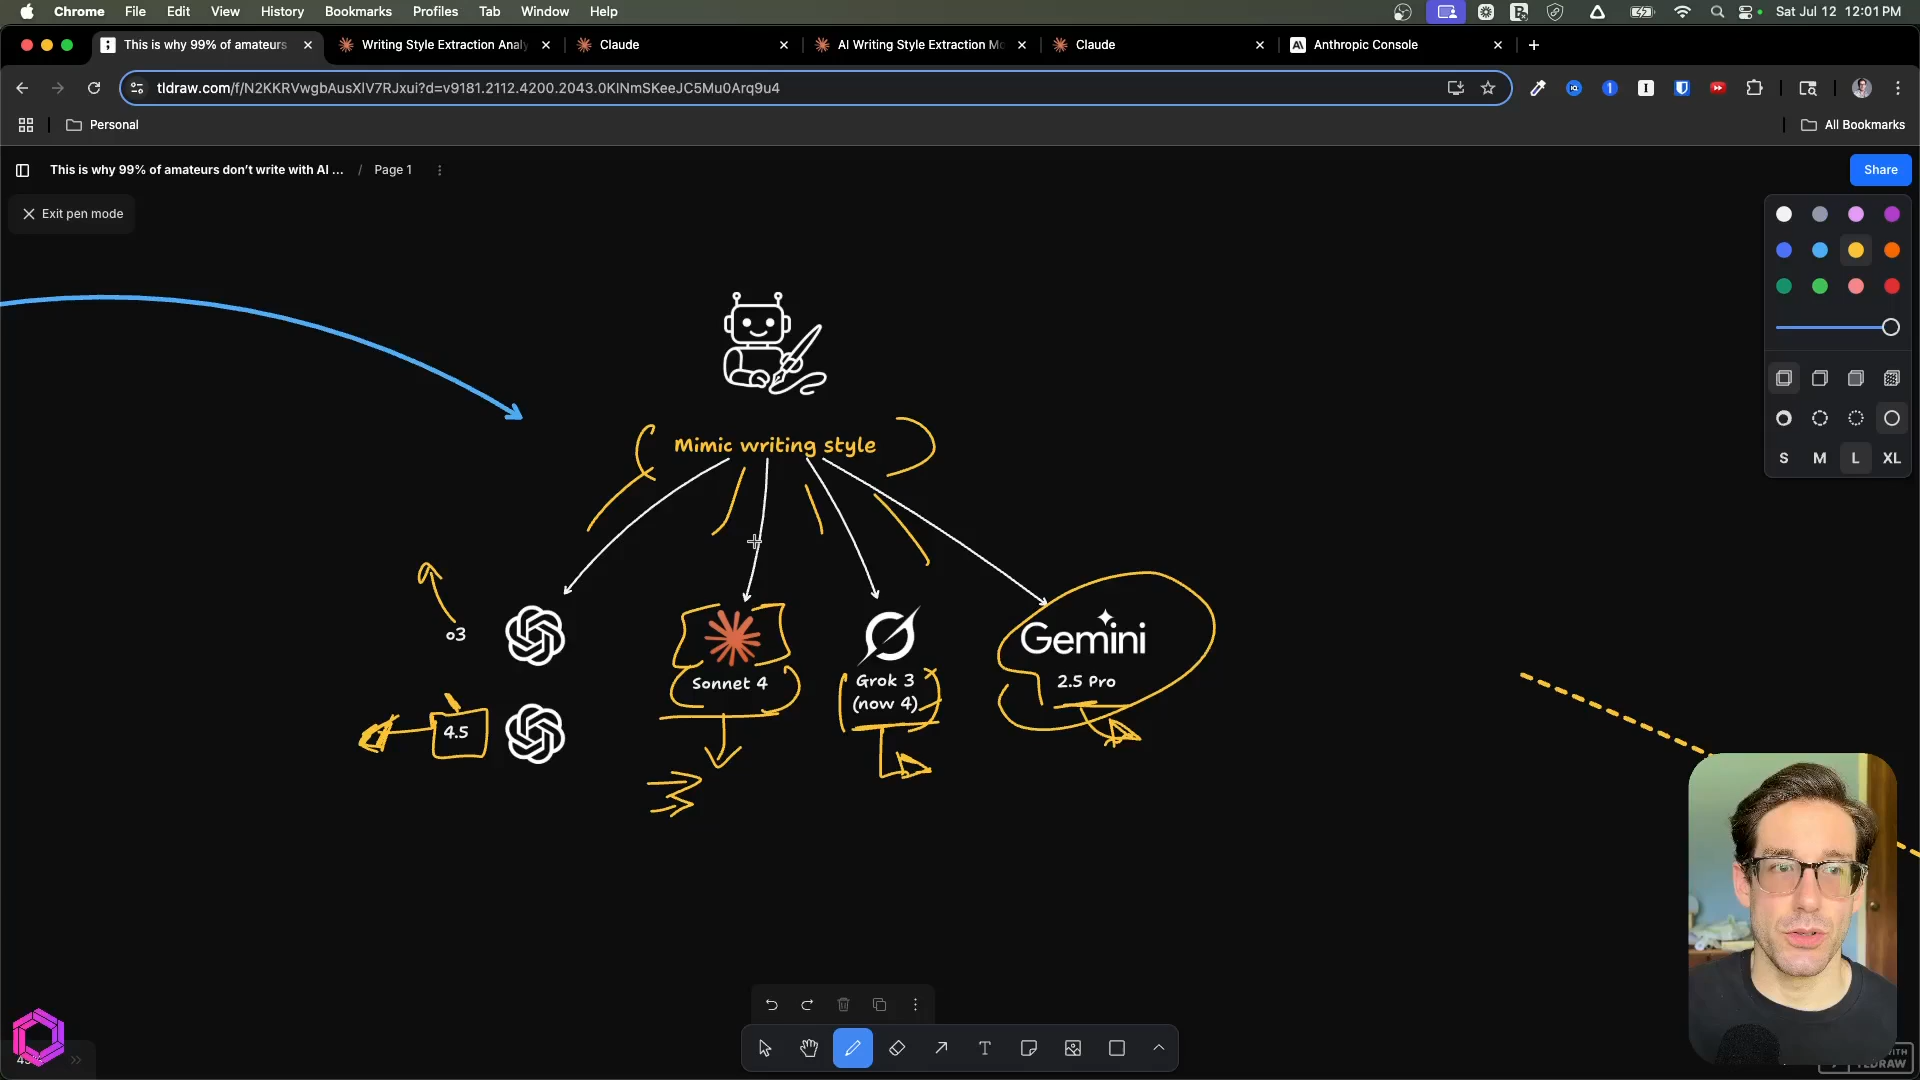 Chrome File Edit View History Bookmarks Profiles Tab Window Help
Sat Jul 12 12:01 PM
This is why 99% of amateurs
Writing Style Extraction Analy
Claude
AI Writing Style Extraction Mo
Claude
Anthropic Console
tldraw.com/f/N2KKRVwgbAusXlV7RJxui?d=v9181.2112.4200.2043.0KlNmSKeeJC5Mu0Arq9u4
Personal
All Bookmarks
This is why 99% of amateurs don't write with AI ... / Page 1
Share
Exit pen mode
S M L XL
Mimic writing style
o3
Gemini
Sonnet 4
Grok 3
(now 4)
2.5 Pro
4.5
TLDRAW